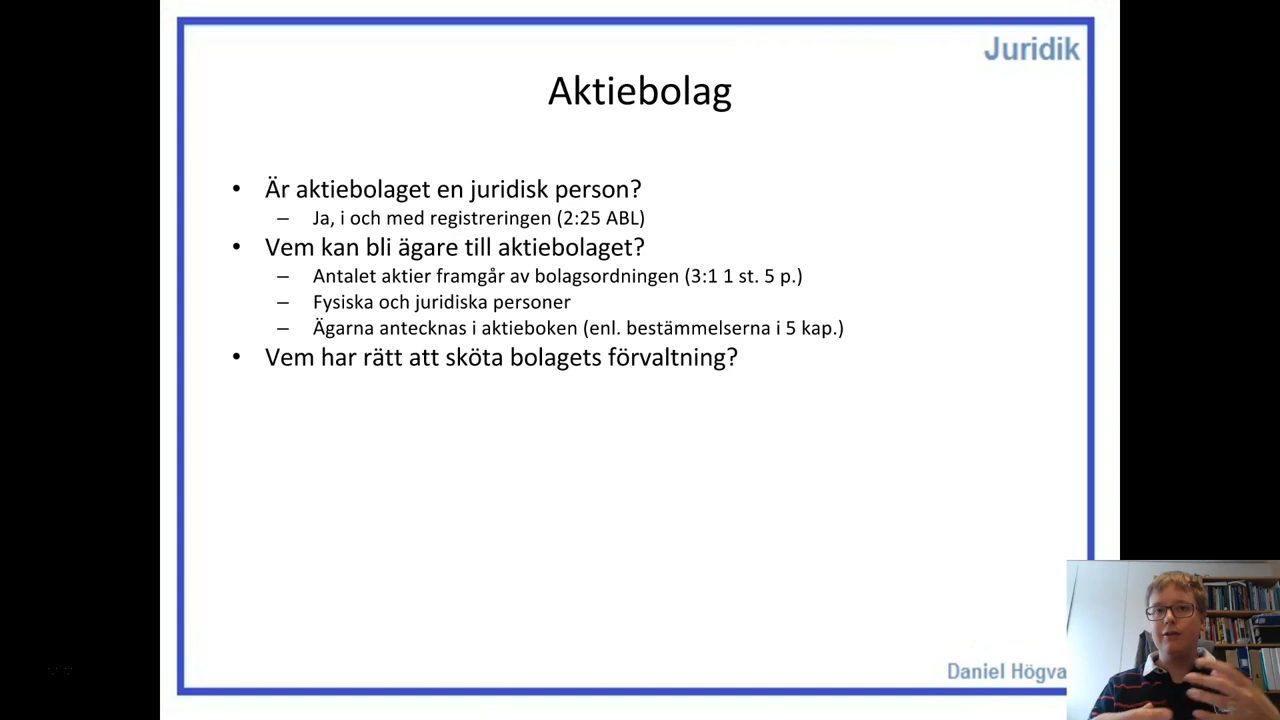 Juridik
Aktiebolag
• Är aktiebolaget en juridisk person?
– Ja, i och med registreringen (2:25 ABL)
• Vem kan bli ägare till aktiebolaget?
– Antalet aktier framgår av bolagsordningen (3:1 1 st. 5 p.)
– Fysiska och juridiska personer
– Ägarna antecknas i aktieboken (enl. bestämmelserna i 5 kap.)
• Vem har rätt att sköta bolagets förvaltning?
Daniel Högva